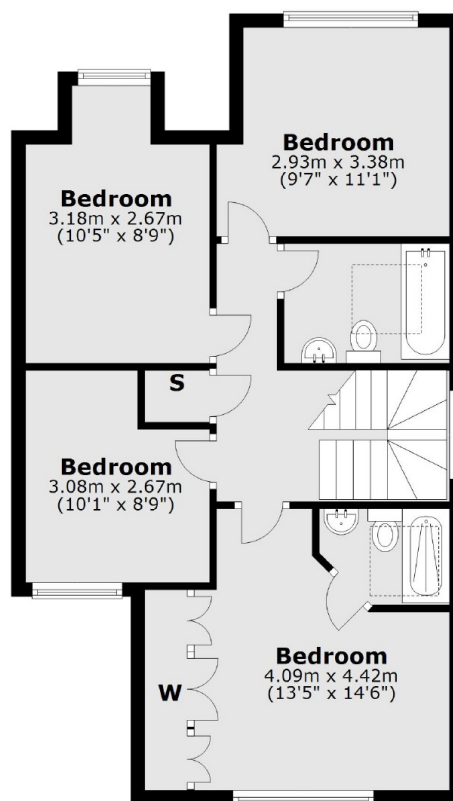 Bedroom
2.93m x 3.38m
(9'7" x 11'1")
Bedroom
3.18m x 2.67m
(10'5" x 8'9")
S
Bedroom
3.08m x 2.67m
(10'1" x 8'9")
Bedroom
4.09m x 4.42m
(13'5" x 14'6")
W